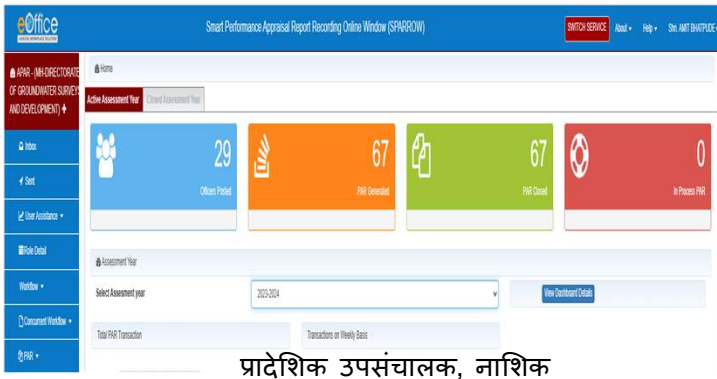 eOffice
Smart Performance Appraisal Report Recording Online Window (SPARROW)
SWITCH SERVICE
About
Help
Shri. AMIT BHATPUDE
APAR - (MH-DIRECTORATE
OF GROUNDWATER SURVEYS
AND DEVELOPMENT)
Home
Active Assessment Year
Closed Assessment Year
Inbox
Sent
User Assistance
Role Detail
Workflow
Concurrent Workflow
PAR
29
Officers Posted
67
PAR Generated
67
PAR Closed
0
In Process PAR
Assessment Year
Select Assesment year
2023-2024
View Dashboard Details
Total PAR Transaction
Transactions on Weekly Basis
प्रादेशिक उपसंचालक, नाशिक